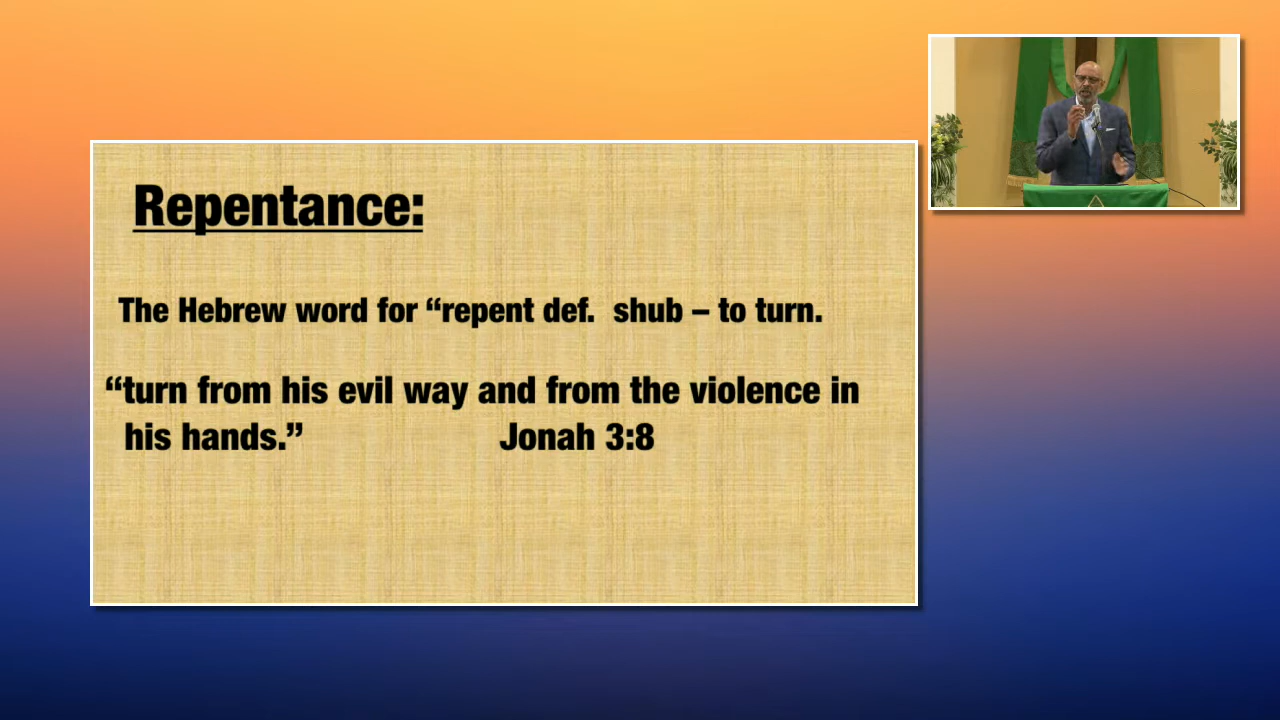 Repentance:
The Hebrew word for “repent def. shub – to turn.
“turn from his evil way and from the violence in
his hands.” Jonah 3:8